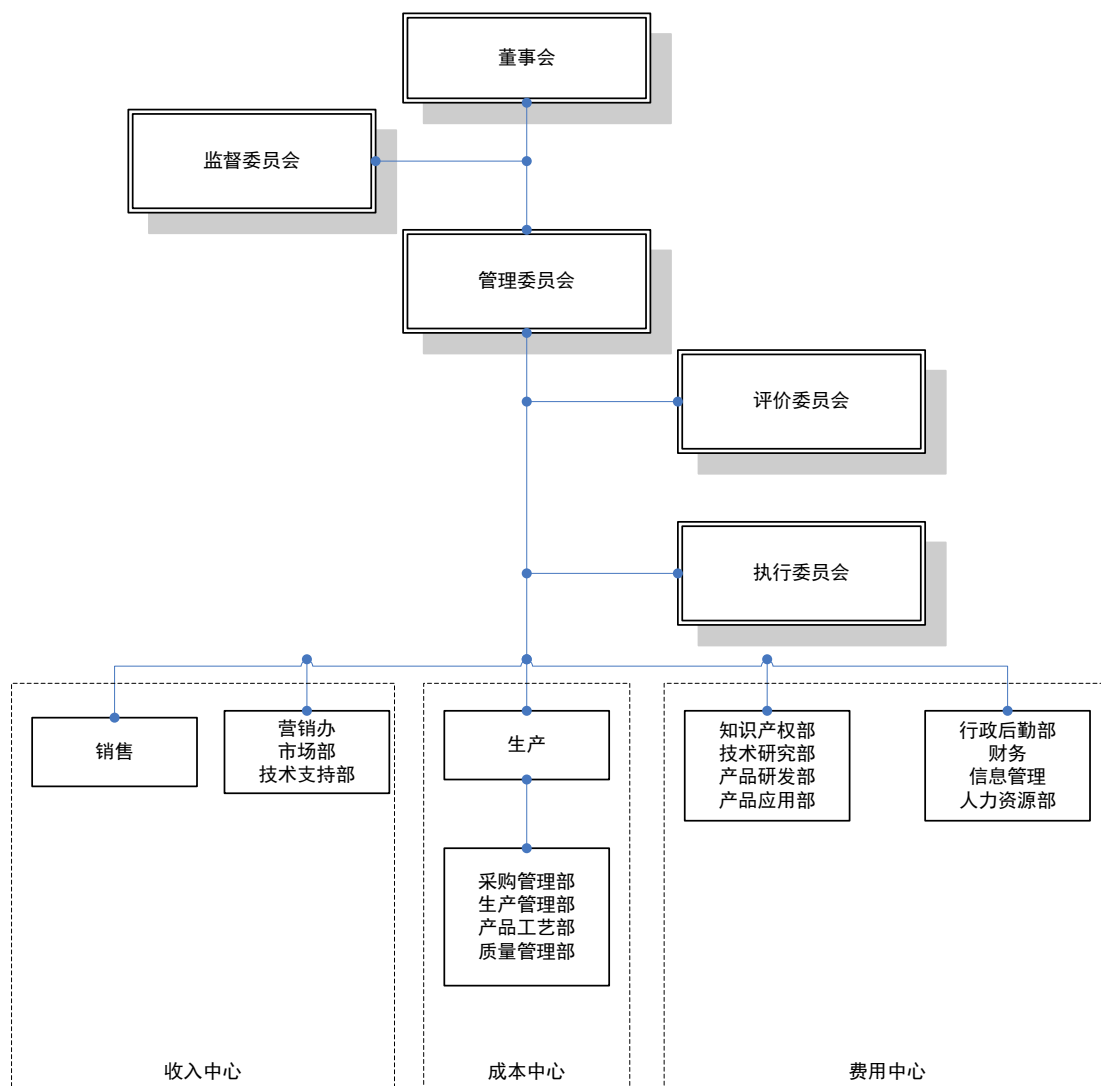 董事会
监督委员会
管理委员会
评价委员会
执行委员会
销售
营销办
市场部
技术支持部
生产
知识产权部
技术研究部
产品研发部
产品应用部
行政后勤部
财务
信息管理
人力资源部
采购管理部
生产管理部
产品工艺部
质量管理部
收入中心
成本中心
费用中心